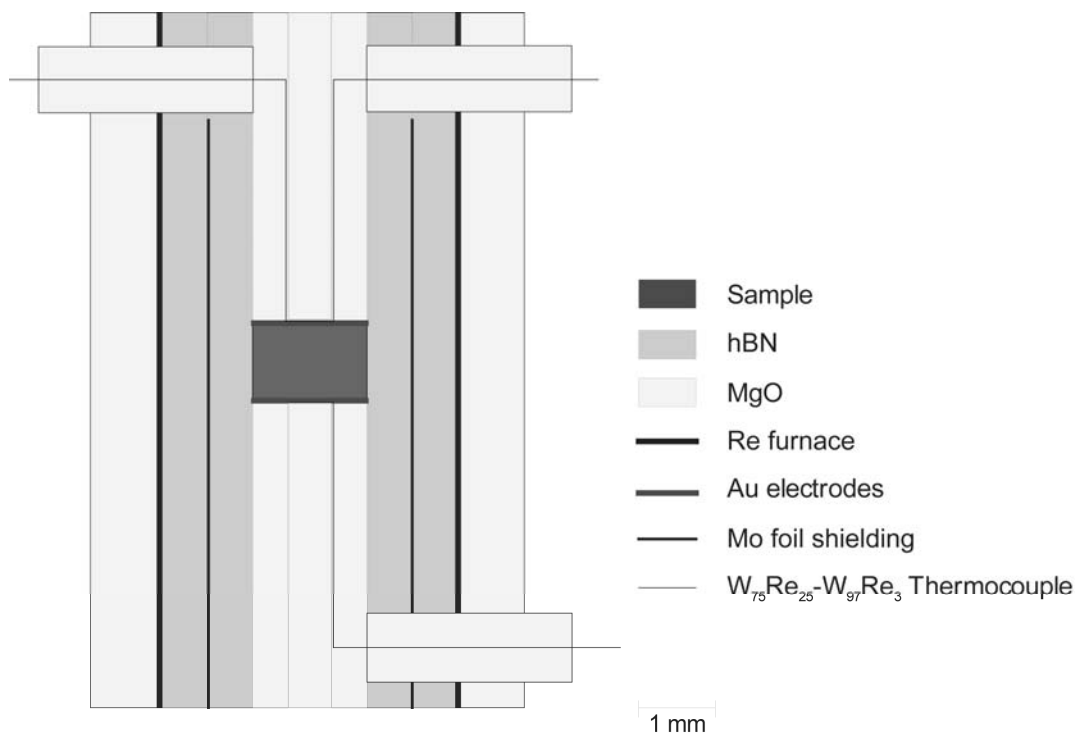 Sample
hBN
MgO
Re furnace
Au electrodes
Mo foil shielding
W₇₅Re₂₅-W₉₇Re₃ Thermocouple
1 mm